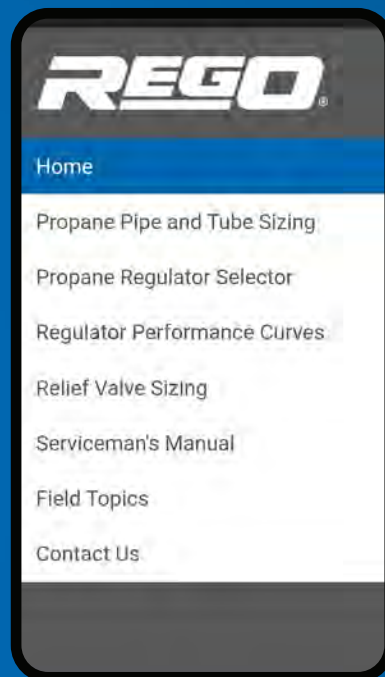 REGO®
Home
Propane Pipe and Tube Sizing
Propane Regulator Selector
Regulator Performance Curves
Relief Valve Sizing
Serviceman's Manual
Field Topics
Contact Us